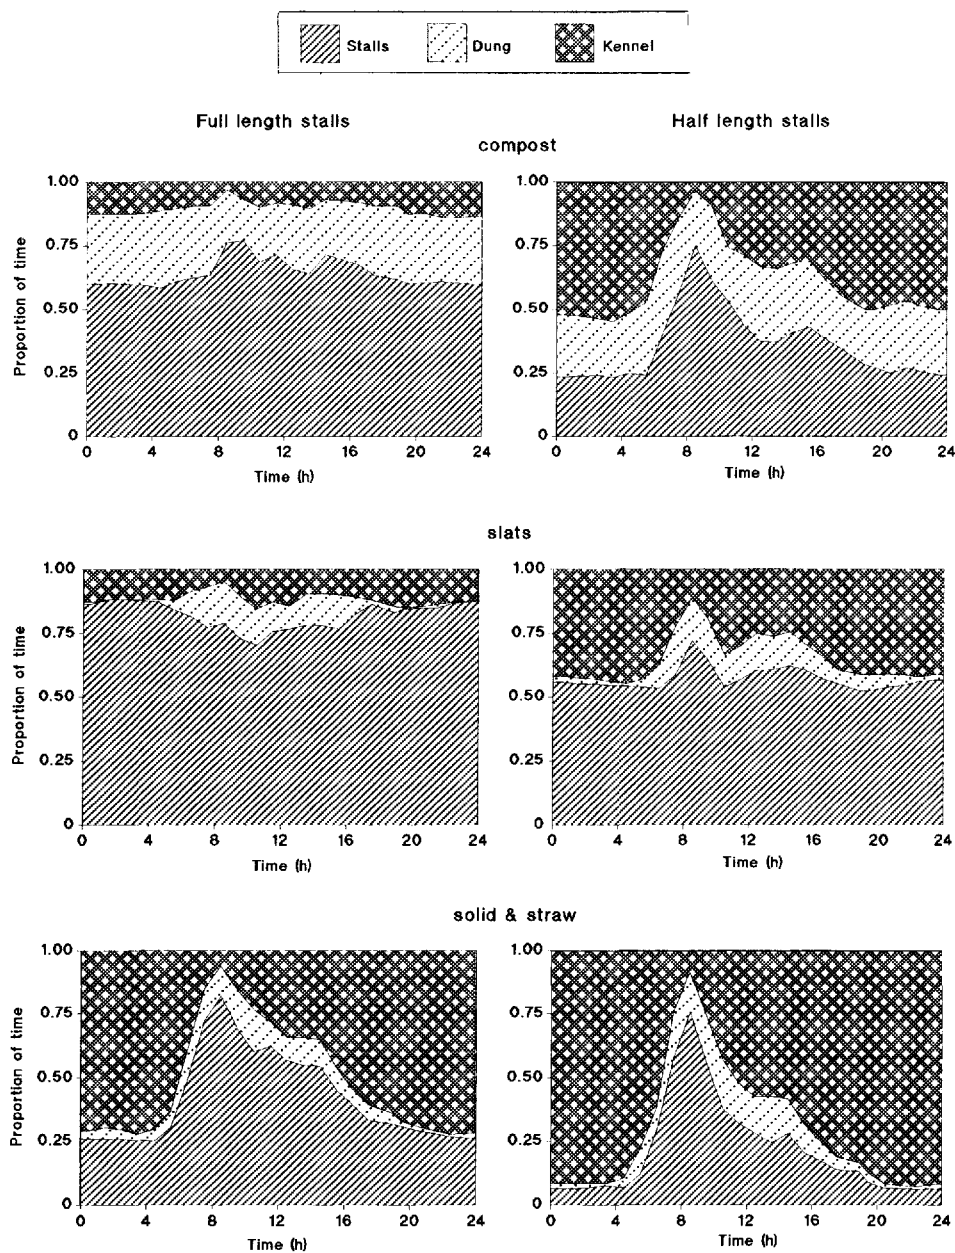 Stalls Dung Kennel
Full length stalls Half length stalls
compost
1.00 1.00
0.75 0.75
0.50 0.50
0.25 0.25
0 0
Proportion of time
0 4 8 12 16 20 24 0 4 8 12 16 20 24
Time (h) Time (h)
slats
1.00 1.00
0.75 0.75
0.50 0.50
0.25 0.25
0 0
Proportion of time
0 4 8 12 16 20 24 0 4 8 12 16 20 24
Time (h) Time (h)
solid & straw
1.00 1.00
0.75 0.75
0.50 0.50
0.25 0.25
0 0
Proportian of time
0 4 8 12 16 20 24 0 4 8 12 16 20 24
Time (h) Time (h)